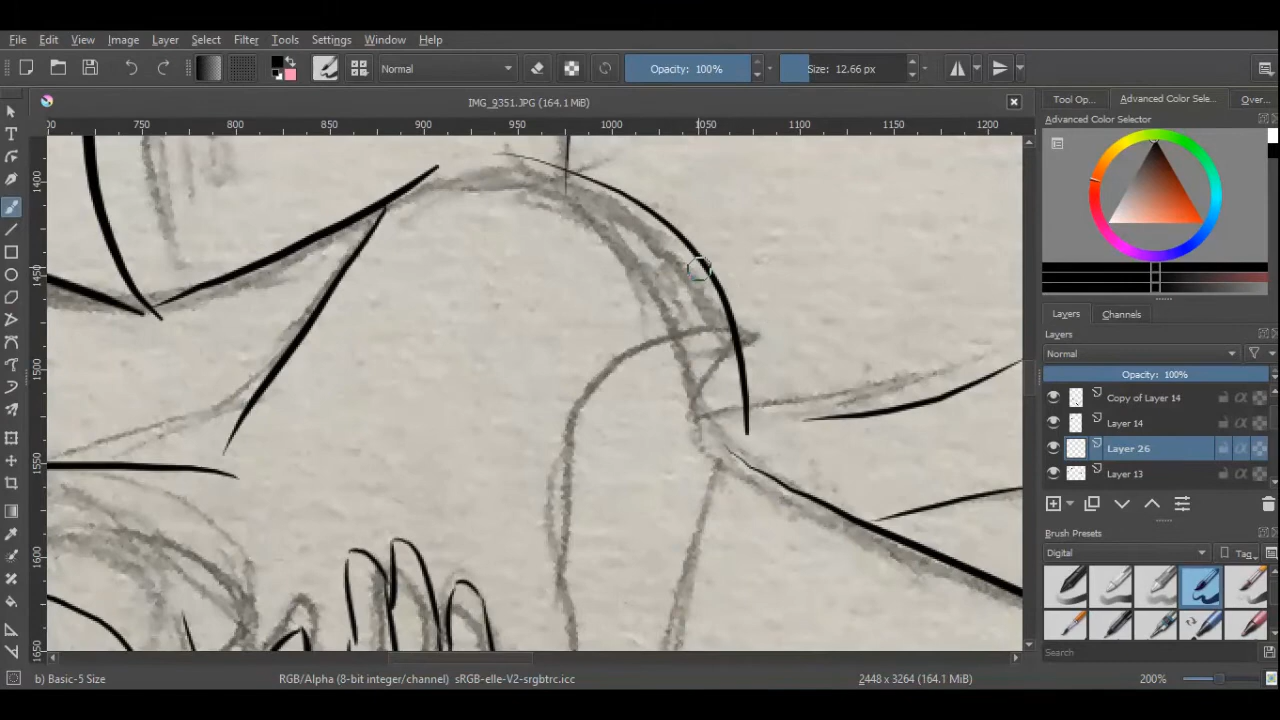 File Edit View Image Layer Select Filter Tools Settings Window Help
Normal Opacity: 100% Size: 12.66 px
IMG_9351.JPG (164.1 MiB)
Tool Op... Advanced Color Sele... Over...
Advanced Color Selector
00 750 800 850 900 950 1000 1050 1100 1150 1200
1400
1450
1500
1550
1600
1650
Layers Channels
Layers
Normal
Opacity: 100%
Copy of Layer 14
Layer 14
Layer 26
Layer 13
Brush Presets
Digital Tag
Search
b) Basic-5 Size RGB/Alpha (8-bit integer/channel) sRGB-elle-V2-srgbtrc.icc 2448 x 3264 (164.1 MiB) 200%